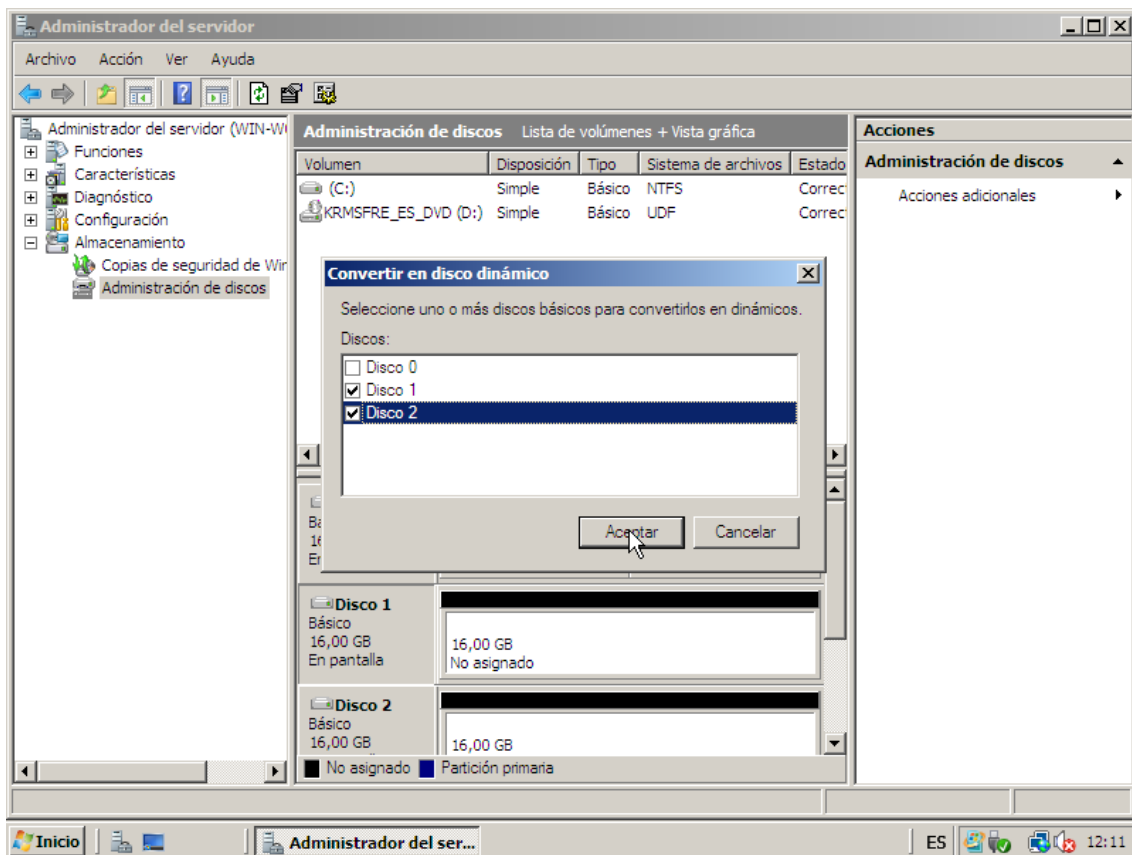 Administrador del servidor
Archivo Acción Ver Ayuda
Administrador del servidor (WIN-W
Funciones
Características
Diagnóstico
Configuración
Almacenamiento
Copias de seguridad de Wir
Administración de discos
Administración de discos Lista de volúmenes + Vista gráfica
Volumen Disposición Tipo Sistema de archivos Estado
(C:) Simple Básico NTFS Correc
KRMSFRE_ES_DVD (D:) Simple Básico UDF Correc
Acciones
Administración de discos
Acciones adicionales
Convertir en disco dinámico
Seleccione uno o más discos básicos para convertirlos en dinámicos.
Discos:
Disco 0
Disco 1
Disco 2
Aceptar Cancelar
Bá
16
En
Disco 1
Básico
16,00 GB
En pantalla
16,00 GB
No asignado
Disco 2
Básico
16,00 GB
16,00 GB
No asignado Partición primaria
Inicio
Administrador del ser...
ES
12:11